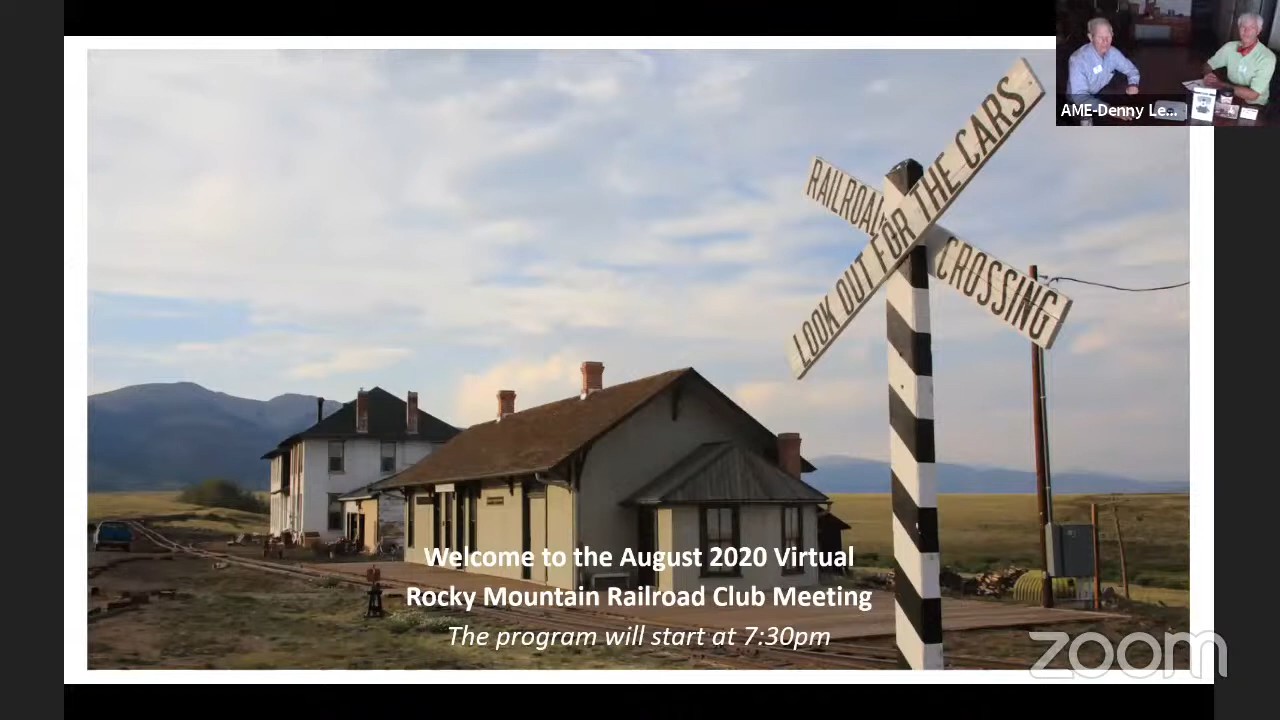 AME-Denny Le...
RAILROAD
CROSSING
LOOK OUT FOR THE CARS
Welcome to the August 2020 Virtual
Rocky Mountain Railroad Club Meeting
The program will start at 7:30pm
zoom